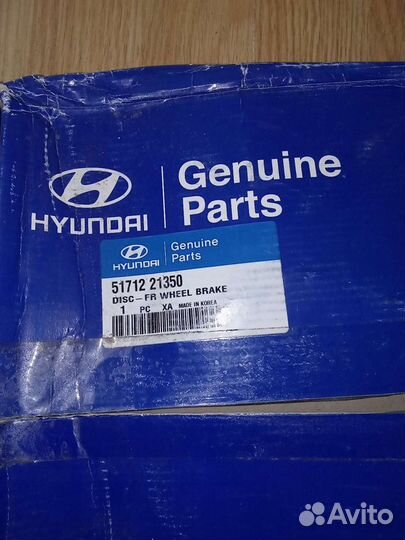 HYUNDAI
Genuine
Parts
HYUNDAI
Genuine
Parts
51712 21350
DISC-FR WHEEL BRAKE
1 PC XA MADE IN KOREA
Avito